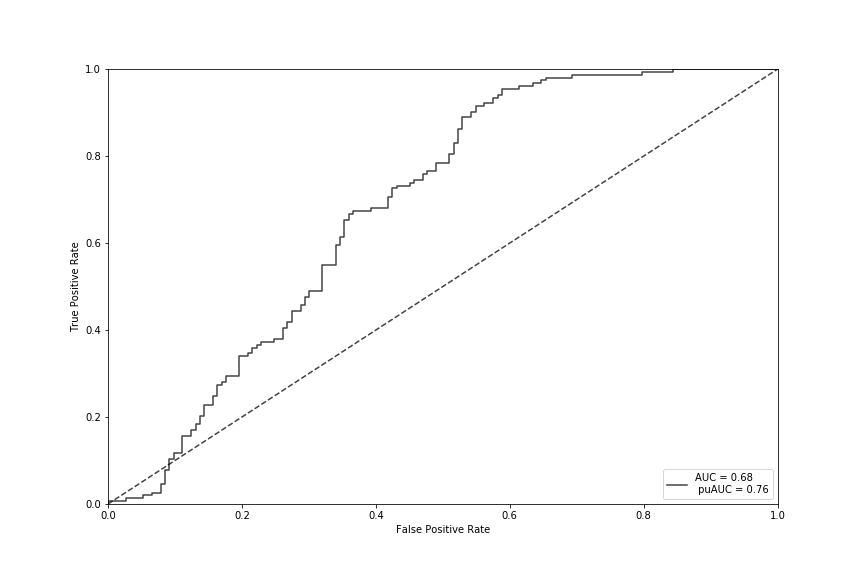 1.0
0.8
0.6
0.4
0.2
0.0
True Positive Rate
0.0 0.2 0.4 0.6 0.8 1.0
False Positive Rate
AUC = 0.68
puAUC = 0.76